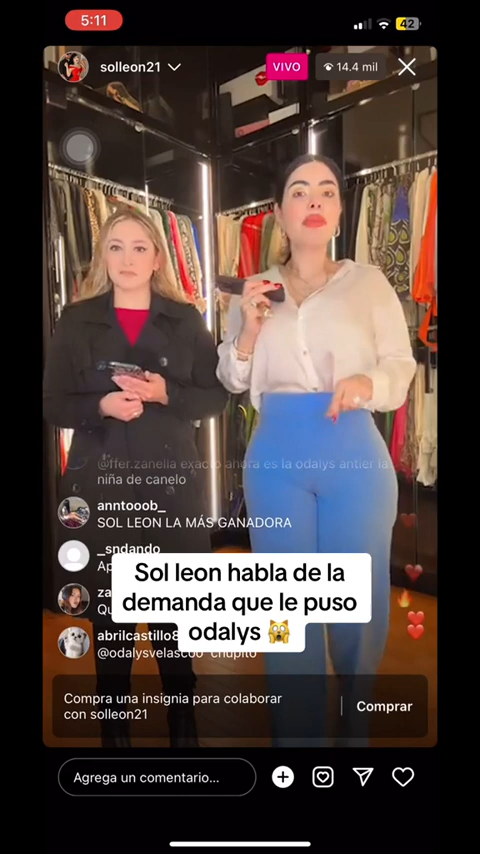 5:11
42
solleon21
VIVO
14.4 mil
@ffer.zanella exacto ahora es la odalys antier la
niña de canelo
anntooob_
SOL LEON LA MÁS GANADORA
_sndando
Sol leon habla de la
demanda que le puso
odalys 🙀
abrilcastillo8
@odalysvelascoo chupito
Compra una insignia para colaborar
con solleon21
Comprar
Agrega un comentario...